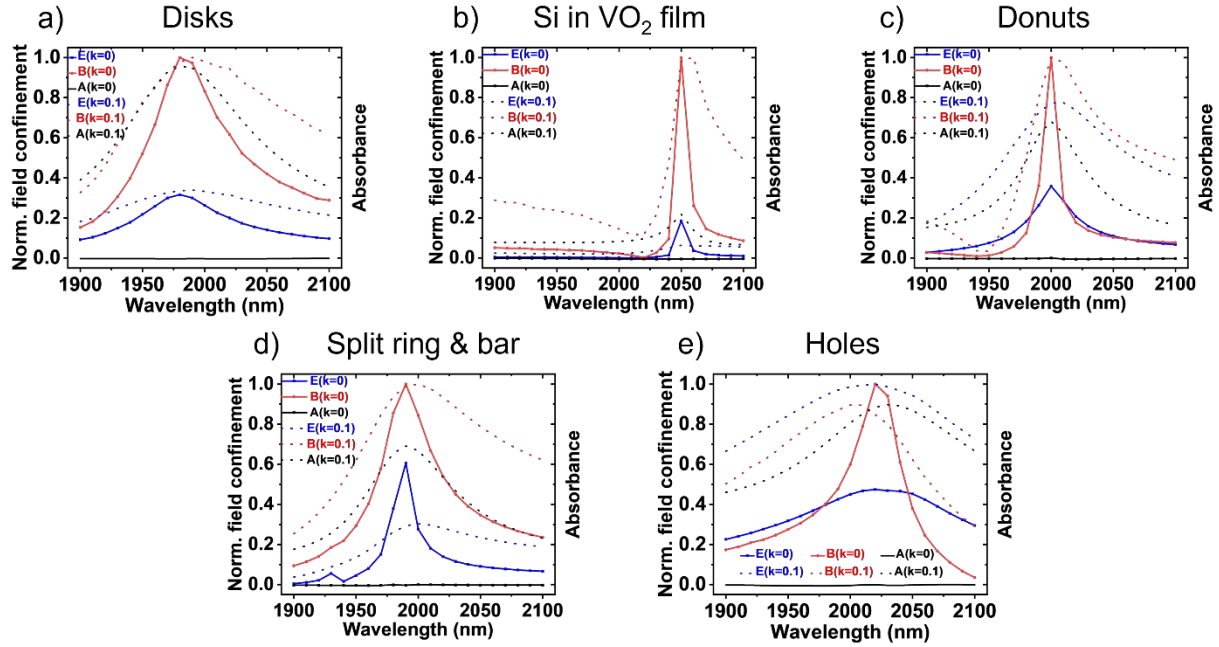 a) Disks
Norm. field confinement
1.0
0.8
0.6
0.4
0.2
0.0
E(k=0)
B(k=0)
A(k=0)
E(k=0.1)
B(k=0.1)
A(k=0.1)
1900 1950 2000 2050 2100
Wavelength (nm)
Absorbance
b) Si in VO₂ film
Norm. field confinement
1.0
0.8
0.6
0.4
0.2
0.0
E(k=0)
B(k=0)
A(k=0)
E(k=0.1)
B(k=0.1)
A(k=0.1)
1900 1950 2000 2050 2100
Wavelength (nm)
Absorbance
c) Donuts
Norm. field confinement
1.0
0.8
0.6
0.4
0.2
0.0
E(k=0)
B(k=0)
A(k=0)
E(k=0.1)
B(k=0.1)
A(k=0.1)
1900 1950 2000 2050 2100
Wavelength (nm)
Absorbance
d) Split ring & bar
Norm. field confinement
1.0
0.8
0.6
0.4
0.2
0.0
E(k=0)
B(k=0)
A(k=0)
E(k=0.1)
B(k=0.1)
A(k=0.1)
1900 1950 2000 2050 2100
Wavelength (nm)
Absorbance
e) Holes
Norm. field confinement
1.0
0.8
0.6
0.4
0.2
0.0
E(k=0) B(k=0) A(k=0)
E(k=0.1) B(k=0.1) A(k=0.1)
1900 1950 2000 2050 2100
Wavelength (nm)
Absorbance